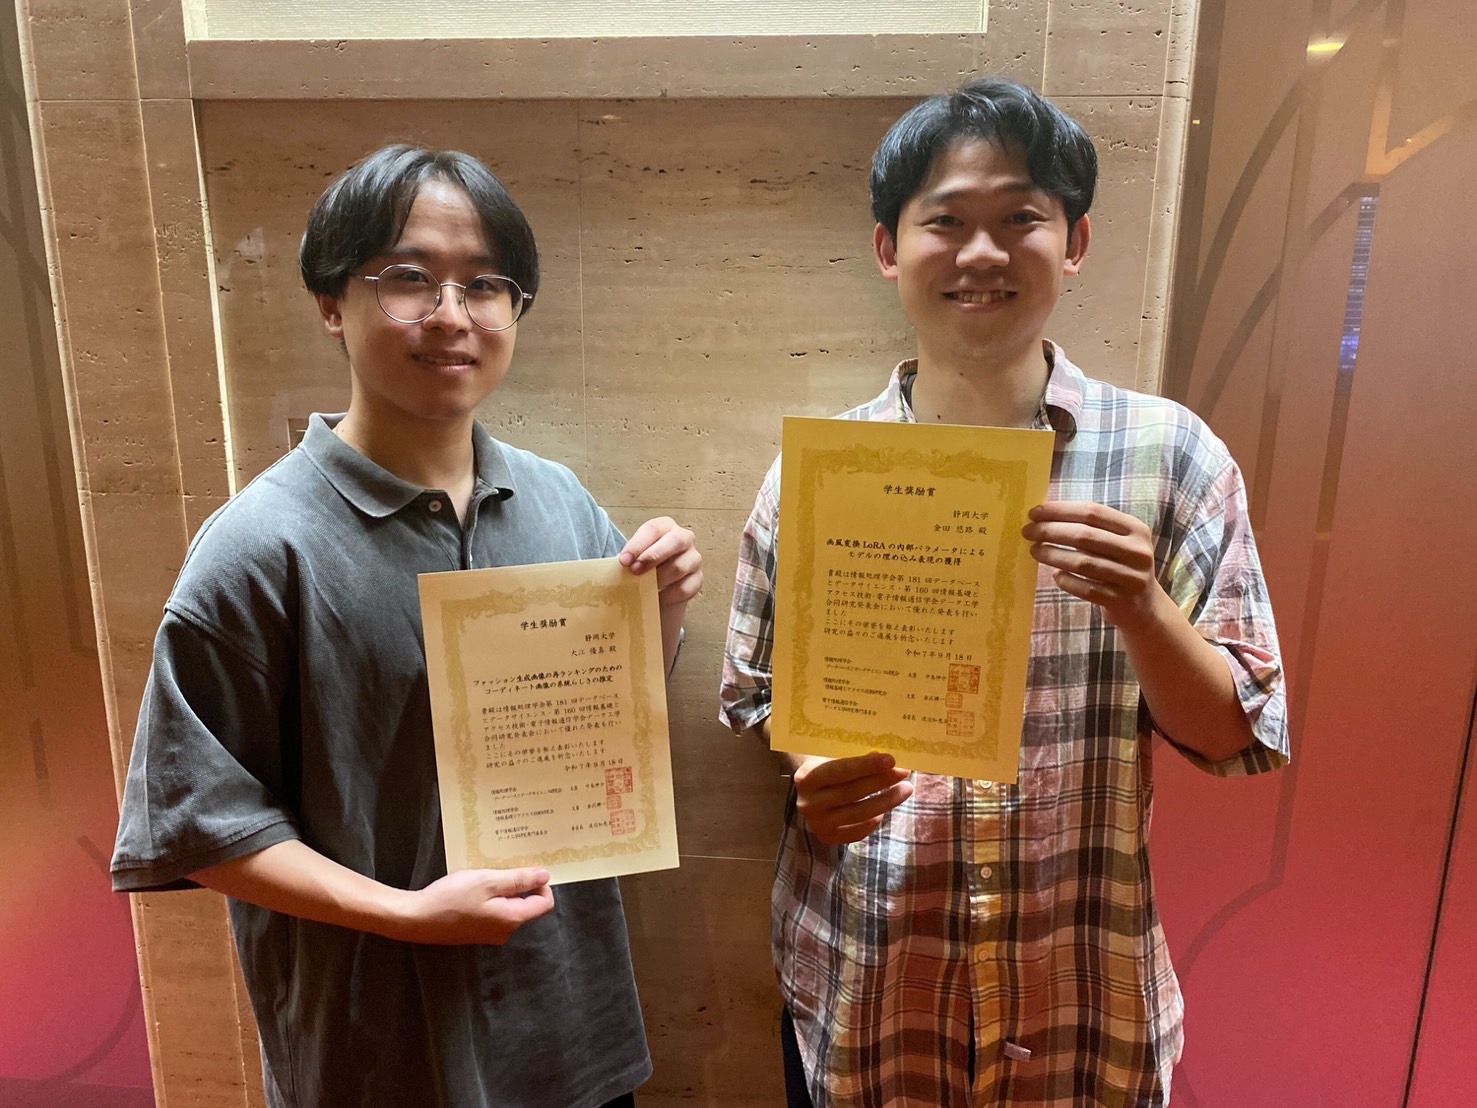 学生奨励賞
静岡大学
大江 優真 殿
ファッション生成画像の再ランキングのための
コーディネート画像の系統らしさの推定
貴殿は情報処理学会第 181 回データベース
とデータサイエンス・第 160 回情報基礎と
アクセス技術・電子情報通信学会データ工学
合同研究発表会において優れた発表を行い
ました
ここにその栄誉を称え表彰いたします
研究の益々のご進展を祈念いたします
令和7年9月18日
情報処理学会
データベースとデータサイエンス研究会 主査
情報処理学会
情報基礎とアクセス技術研究会 主査
電子情報通信学会
データ工学研究専門委員会 委員長
学生奨励賞
静岡大学
金田 悠路 殿
画風変換 LoRA の内部パラメータによる
モデルの埋め込み表現の獲得
貴殿は情報処理学会第 181 回データベース
とデータサイエンス・第 160 回情報基礎と
アクセス技術・電子情報通信学会データ工学
合同研究発表会において優れた発表を行い
ました
ここにその栄誉を称え表彰いたします
研究の益々のご進展を祈念いたします
令和7年9月18日
情報処理学会
データベースとデータサイエンス研究会 主査
情報処理学会
情報基礎とアクセス技術研究会 主査
電子情報通信学会
データ工学研究専門委員会 委員長